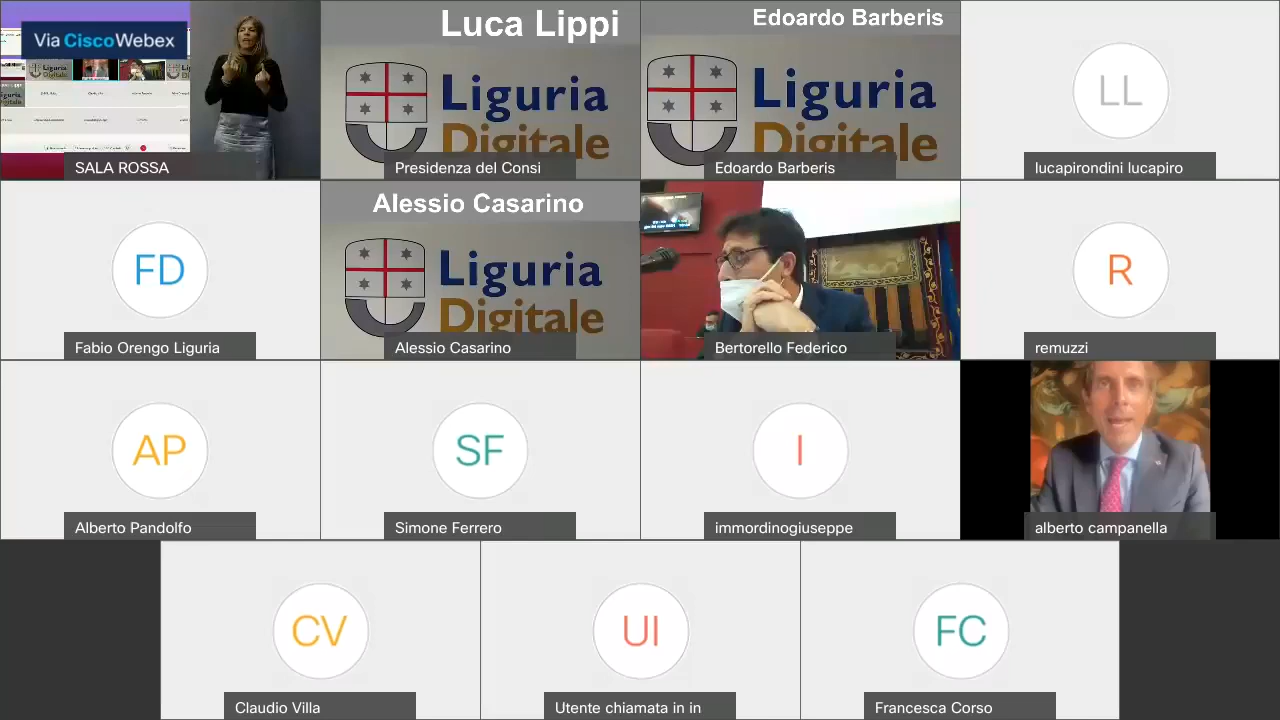 Via CiscoWebex
SALA ROSSA
Luca Lippi
Liguria
Digitale
Presidenza del Consi
Edoardo Barberis
Liguria
Digitale
Edoardo Barberis
LL
lucapirondini lucapiro
FD
Fabio Orengo Liguria
Alessio Casarino
Liguria
Digitale
Alessio Casarino
Bertorello Federico
R
remuzzi
AP
Alberto Pandolfo
SF
Simone Ferrero
I
immordinogiuseppe
alberto campanella
CV
Claudio Villa
UI
Utente chiamata in in
FC
Francesca Corso